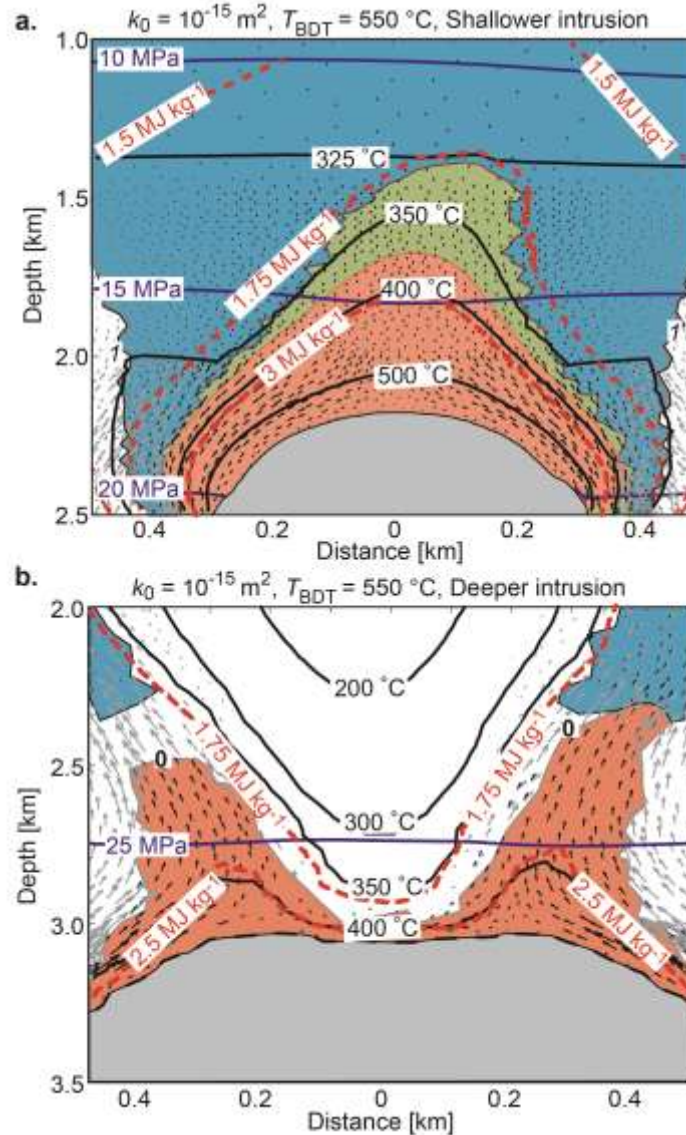 a.
k₀ = 10⁻¹⁵ m², T_BDT = 550 °C, Shallower intrusion
1.0
10 MPa
1.5 MJ kg⁻¹
1.5 MJ kg⁻¹
325 °C
1.5
350 °C
1.75 MJ kg⁻¹
15 MPa
400 °C
Depth [km]
2.0
1
1
3 MJ kg⁻¹
500 °C
20 MPa
2.5
0.4 0.2 0 0.2 0.4
Distance [km]
b.
k₀ = 10⁻¹⁵ m², T_BDT = 550 °C, Deeper intrusion
2.0
200 °C
0
0
1.75 MJ kg⁻¹
1.75 MJ kg⁻¹
2.5
300 °C
25 MPa
Depth [km]
350 °C
3.0
400 °C
2.5 MJ kg⁻¹
2.5 MJ kg⁻¹
3.5
0.4 0.2 0 0.2 0.4
Distance [km]